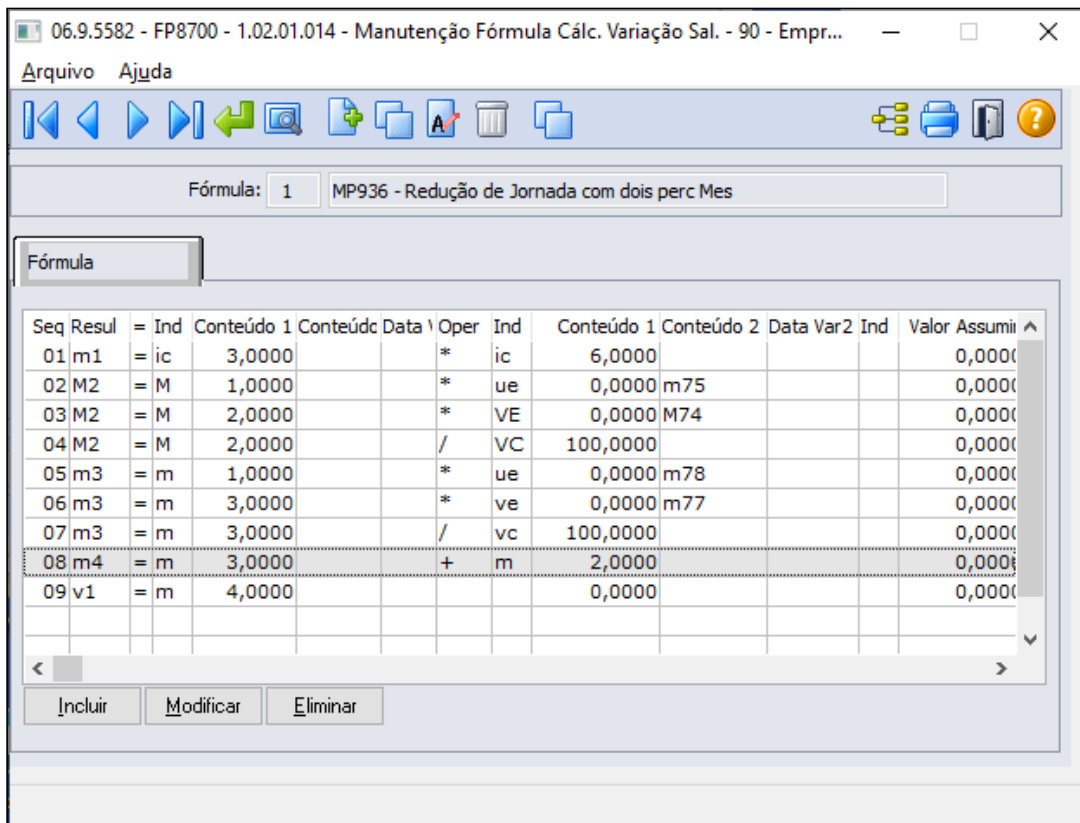 06.9.5582 - FP8700 - 1.02.01.014 - Manutenção Fórmula Cálc. Variação Sal. - 90 - Empr...
Arquivo Ajuda
Fórmula: 1 MP936 - Redução de Jornada com dois perc Mes
Fórmula
Seq Resul = Ind Conteúdo 1 Conteúdo Data V Oper Ind Conteúdo 1 Conteúdo 2 Data Var2 Ind Valor Assumi
01 m1 = ic 3,0000 * ic 6,0000 0,0000
02 M2 = M 1,0000 * ue 0,0000 m75 0,0000
03 M2 = M 2,0000 * VE 0,0000 M74 0,0000
04 M2 = M 2,0000 / VC 100,0000 0,0000
05 m3 = m 1,0000 * ue 0,0000 m78 0,0000
06 m3 = m 3,0000 * ve 0,0000 m77 0,0000
07 m3 = m 3,0000 / vc 100,0000 0,0000
08 m4 = m 3,0000 + m 2,0000 0,0000
09 v1 = m 4,0000 0,0000 0,0000
Incluir Modificar Eliminar